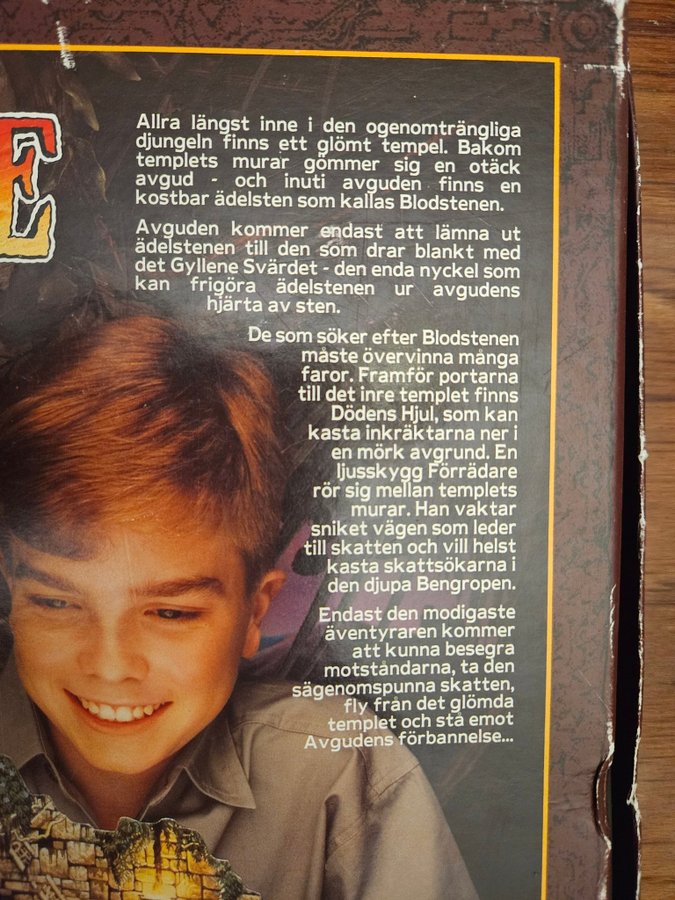 E
Allra längst inne i den ogenomträngliga
djungeln finns ett glömt tempel. Bakom
templets murar gömmer sig en otäck
avgud - och inuti avguden finns en
kostbar ädelsten som kallas Blodstenen.
Avguden kommer endast att lämna ut
ädelstenen till den som drar blankt med
det Gyllene Svärdet - den enda nyckel som
kan frigöra ädelstenen ur avgudens
hjärta av sten.
De som söker efter Blodstenen
måste övervinna många
faror. Framför portarna
till det inre templet finns
Dödens Hjul, som kan
kasta inkräktarna ner i
en mörk avgrund. En
ljusskygg Förrädare
rör sig mellan templets
murar. Han vaktar
sniket vägen som leder
till skatten och vill helst
kasta skattsökarna i
den djupa Bengropen.
Endast den modigaste
äventyraren kommer
att kunna besegra
motståndarna, ta den
sägenomspunna skatten,
fly från det glömda
templet och stå emot
Avgudens förbannelse...